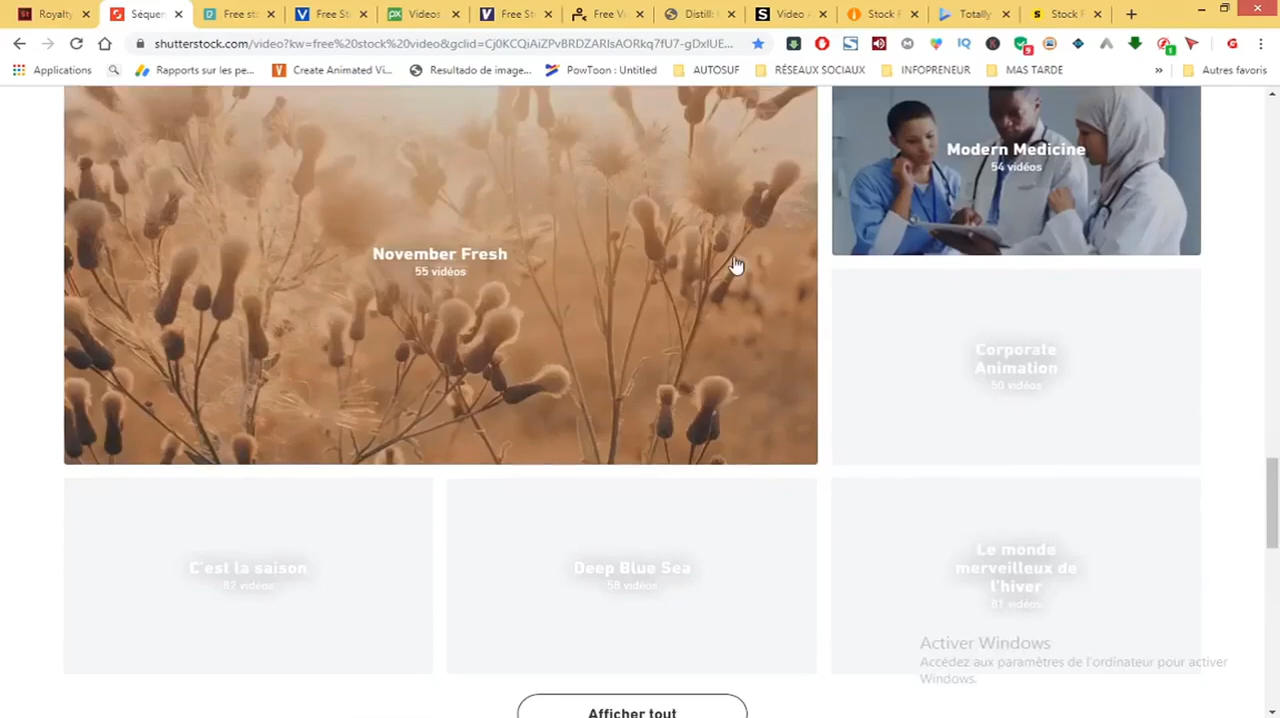 Royalty
Séquen
Free sto
Free St
Videos
Free St
Free Vi
Distill:
Video A
Stock F
Totally
Stock F
shutterstock.com/video?kw=free%20stock%20video&gclid=Cj0KCQiAiZPvBRDZARIsAORkq7fU7-gDxIUE...
Applications
Rapports sur les pe...
Create Animated Vi...
Resultado de image...
PowToon : Untitled
AUTOSUF
RÉSEAUX SOCIAUX
INFOPRENEUR
MAS TARDE
»
Autres favoris
Modern Medicine
54 vidéos
November Fresh
55 vidéos
Corporate
Animation
50 vidéos
C'est la saison
82 vidéos
Deep Blue Sea
58 vidéos
Le monde
merveilleux de
l'hiver
81 vidéos
Activer Windows
Accédez aux paramètres de l'ordinateur pour activer
Windows.
Afficher tout